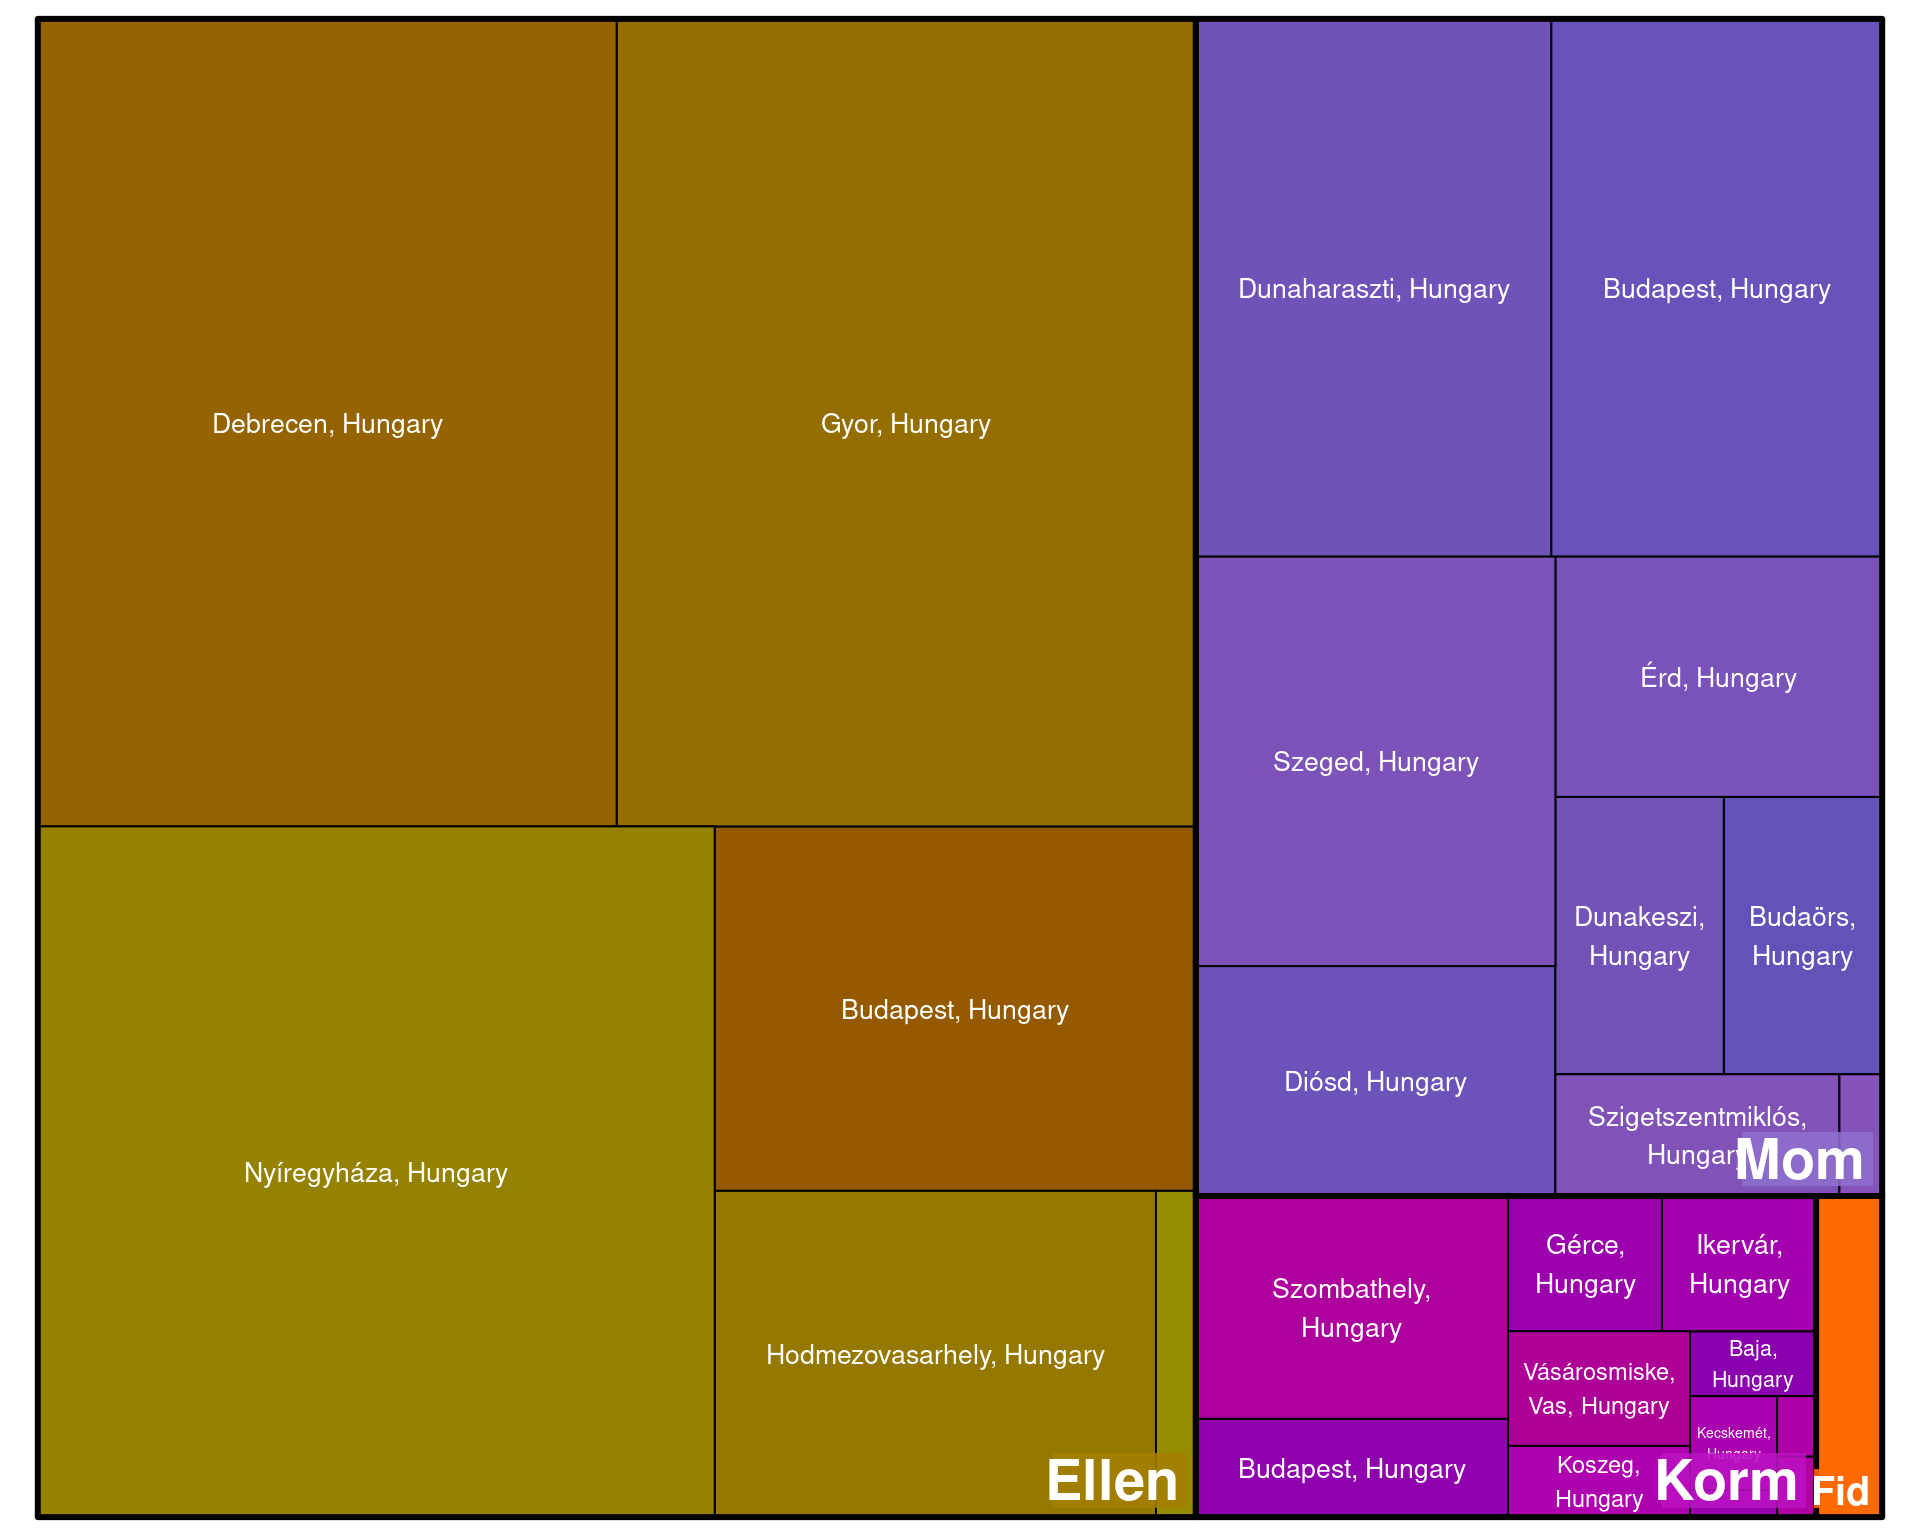 Debrecen, Hungary
Gyor, Hungary
Nyíregyháza, Hungary
Budapest, Hungary
Hodmezovasarhely, Hungary
Ellen
Dunaharaszti, Hungary
Budapest, Hungary
Szeged, Hungary
Érd, Hungary
Dunakeszi,
Hungary
Budaörs,
Hungary
Diósd, Hungary
Szigetszentmiklós,
Hungary
Mom
Szombathely,
Hungary
Gérce,
Hungary
Ikervár,
Hungary
Vásárosmiske,
Vas, Hungary
Baja,
Hungary
Kecskemét,
Hungary
Budapest, Hungary
Koszeg,
Hungary
Korm
Fid